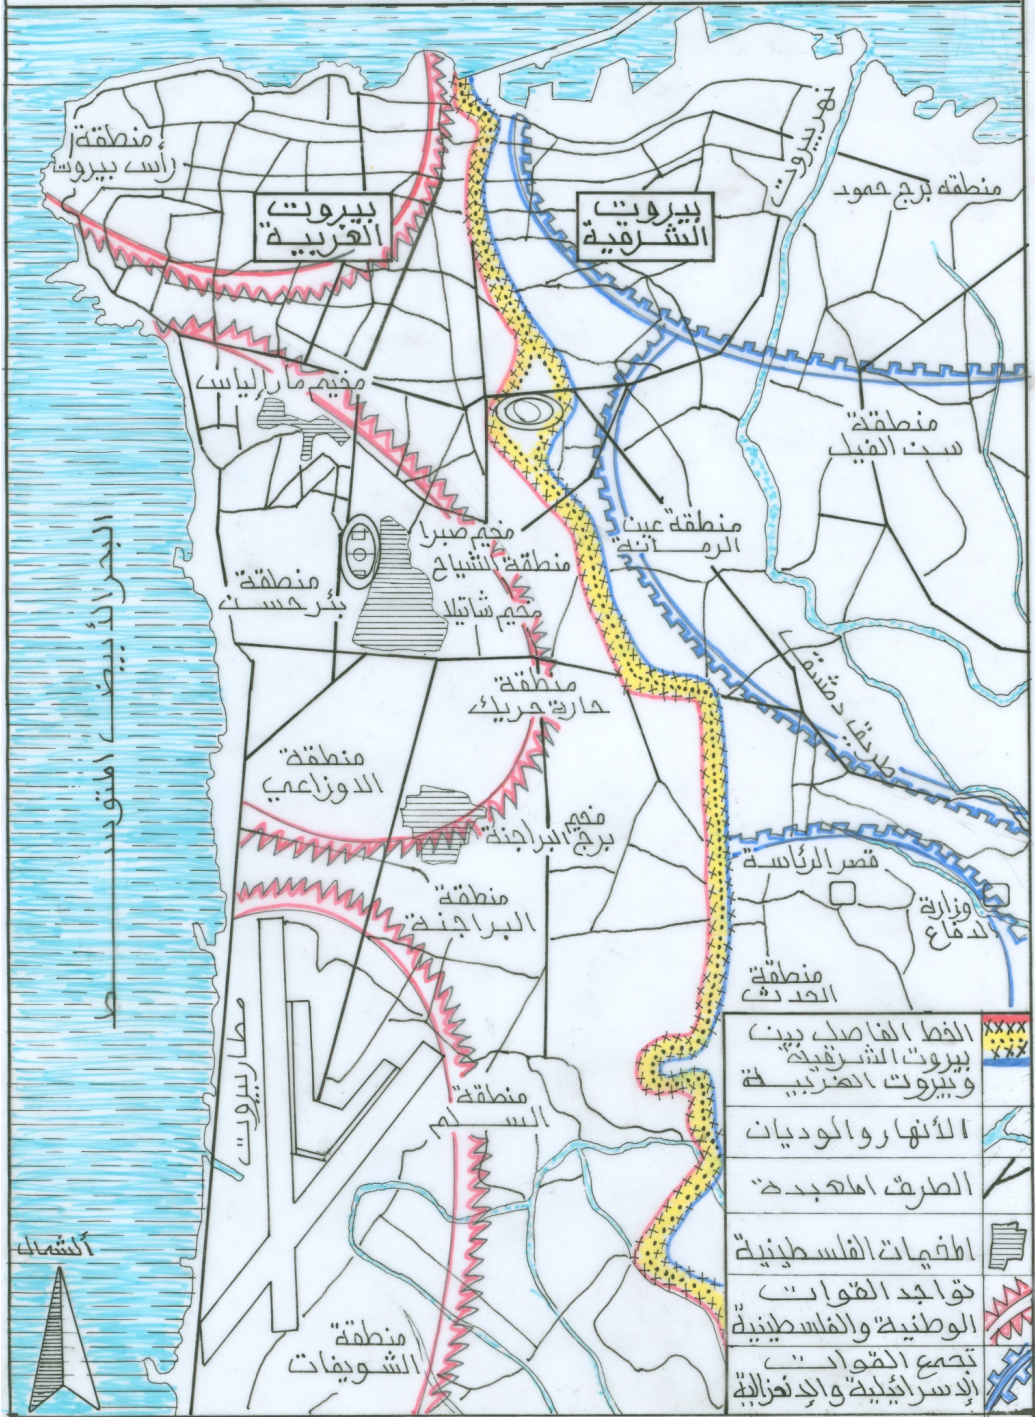 منطقة
رأس بيروت
بيروت
الغربية
بيروت
الشرقية
نهر بيروت
منطقة برج حمود
مخيم مار إلياس
منطقة
سن الفيل
منطقة عين
الرمانة
مخيم صبرا
منطقة الشياح
مخيم شاتيلا
منطقة
بئر حسن
البحر الأبيض المتوسط
منطقة
حارة حريك
طريق دمشق
منطقة
الاوزاعي
مخيم
برج البراجنة
قصر الرئاسة
وزارة
لدفاع
منطقة
البراجنة
منطقة
الحدث
مطار بيروت
منطقة
السلم
منطقة
الشويفات
ألشمال
الخط الفاصل بين
بيروت الشرقية
وبيروت الغربية
الأنهار والوديان
الطرق المعبدة
المخيمات الفلسطينية
تواجد القوات
الوطنية والفلسطينية
تجمع القوات
الإسرائيلية والإنعزالية